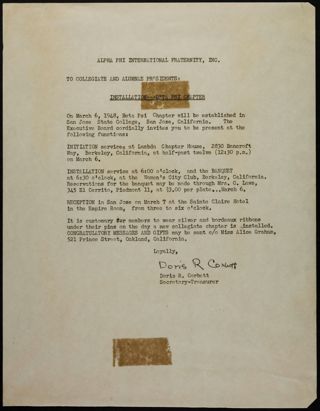 ALPHA PHI INTERNATIONAL FRATERNITY, INC.
TO COLLEGIATE AND ALUMNAE PRESIDENTS:
INSTALLATION--BETA PSI CHAPTER
On March 6, 1948, Beta Psi Chapter will be established in
San Jose State College, San Jose, California. The
Executive Board cordially invites you to be present at the
following functions:
INITIATION services at Lambda Chapter House, 2830 Bancroft
Way, Berkeley, California, at half-past twelve (12:30 p.m.)
on March 6.
INSTALLATION service at 6:00 o'clock, and the BANQUET
at 6:30 o'clock, at the Women's City Club, Berkeley, California.
Reservations for the banquet may be made through Mrs. O. Lowe,
345 El Cerrito, Piedmont 11, at $3.00 per plate...March 6.
RECEPTION in San Jose on March 7 at the Sainte Claire Hotel
in the Empire Room, from three to six o'clock.
It is customary for members to wear silver and bordeaux ribbons
under their pins on the day a new collegiate chapter is installed.
CONGRATULATORY MESSAGES AND GIFTS may be sent c/o Miss Alice Graham,
521 Prince Street, Oakland, California.
Loyally,
Doris R Corbett
Doris R. Corbett
Secretary-Treasurer